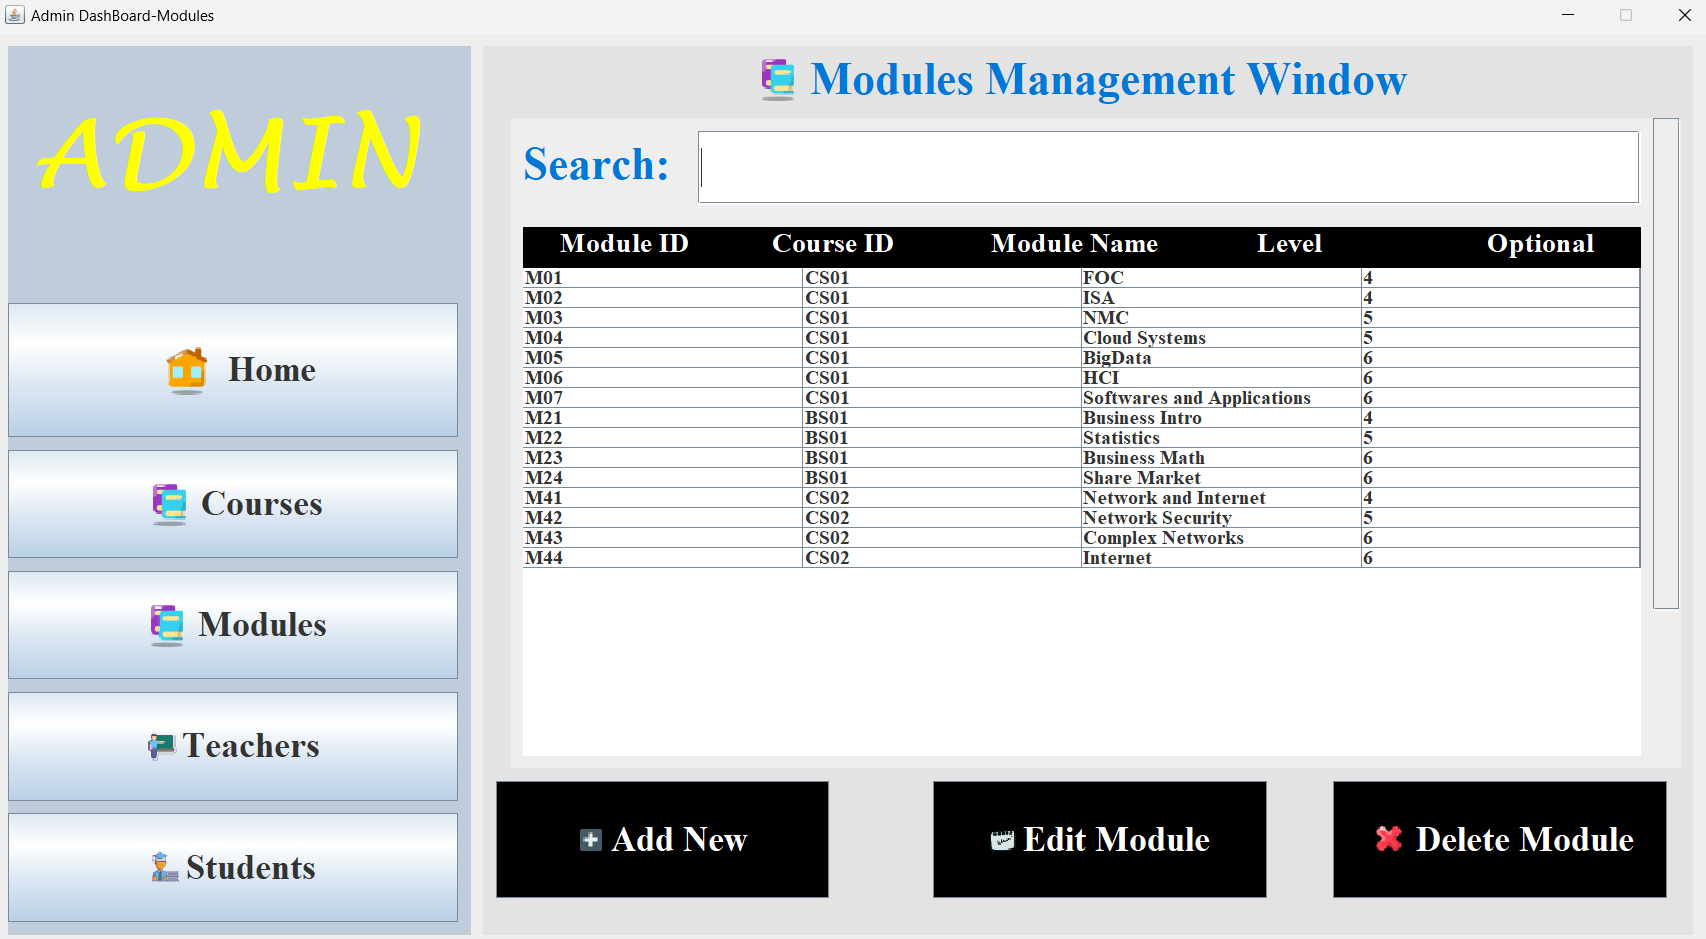 Admin DashBoard-Modules
ADMIN
Home
Courses
Modules
Teachers
Students
Modules Management Window
Search:
Module ID Course ID Module Name Level Optional
M01 CS01 FOC 4
M02 CS01 ISA 4
M03 CS01 NMC 5
M04 CS01 Cloud Systems 5
M05 CS01 BigData 6
M06 CS01 HCI 6
M07 CS01 Softwares and Applications 6
M21 BS01 Business Intro 4
M22 BS01 Statistics 5
M23 BS01 Business Math 6
M24 BS01 Share Market 6
M41 CS02 Network and Internet 4
M42 CS02 Network Security 5
M43 CS02 Complex Networks 6
M44 CS02 Internet 6
Add New
Edit Module
Delete Module